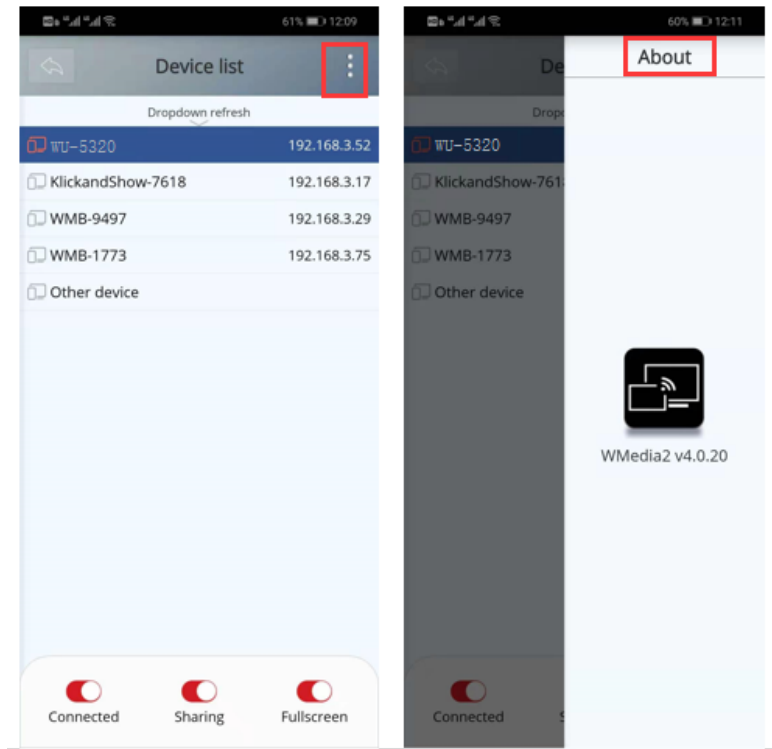 61% 12:09
Device list
Dropdown refresh
WU-5320 192.168.3.52
KlickandShow-7618 192.168.3.17
WMB-9497 192.168.3.29
WMB-1773 192.168.3.75
Other device
Connected Sharing Fullscreen
60% 12:11
De About
Drop
WU-5320
KlickandShow-761
WMB-9497
WMB-1773
Other device
WMedia2 v4.0.20
Connected S